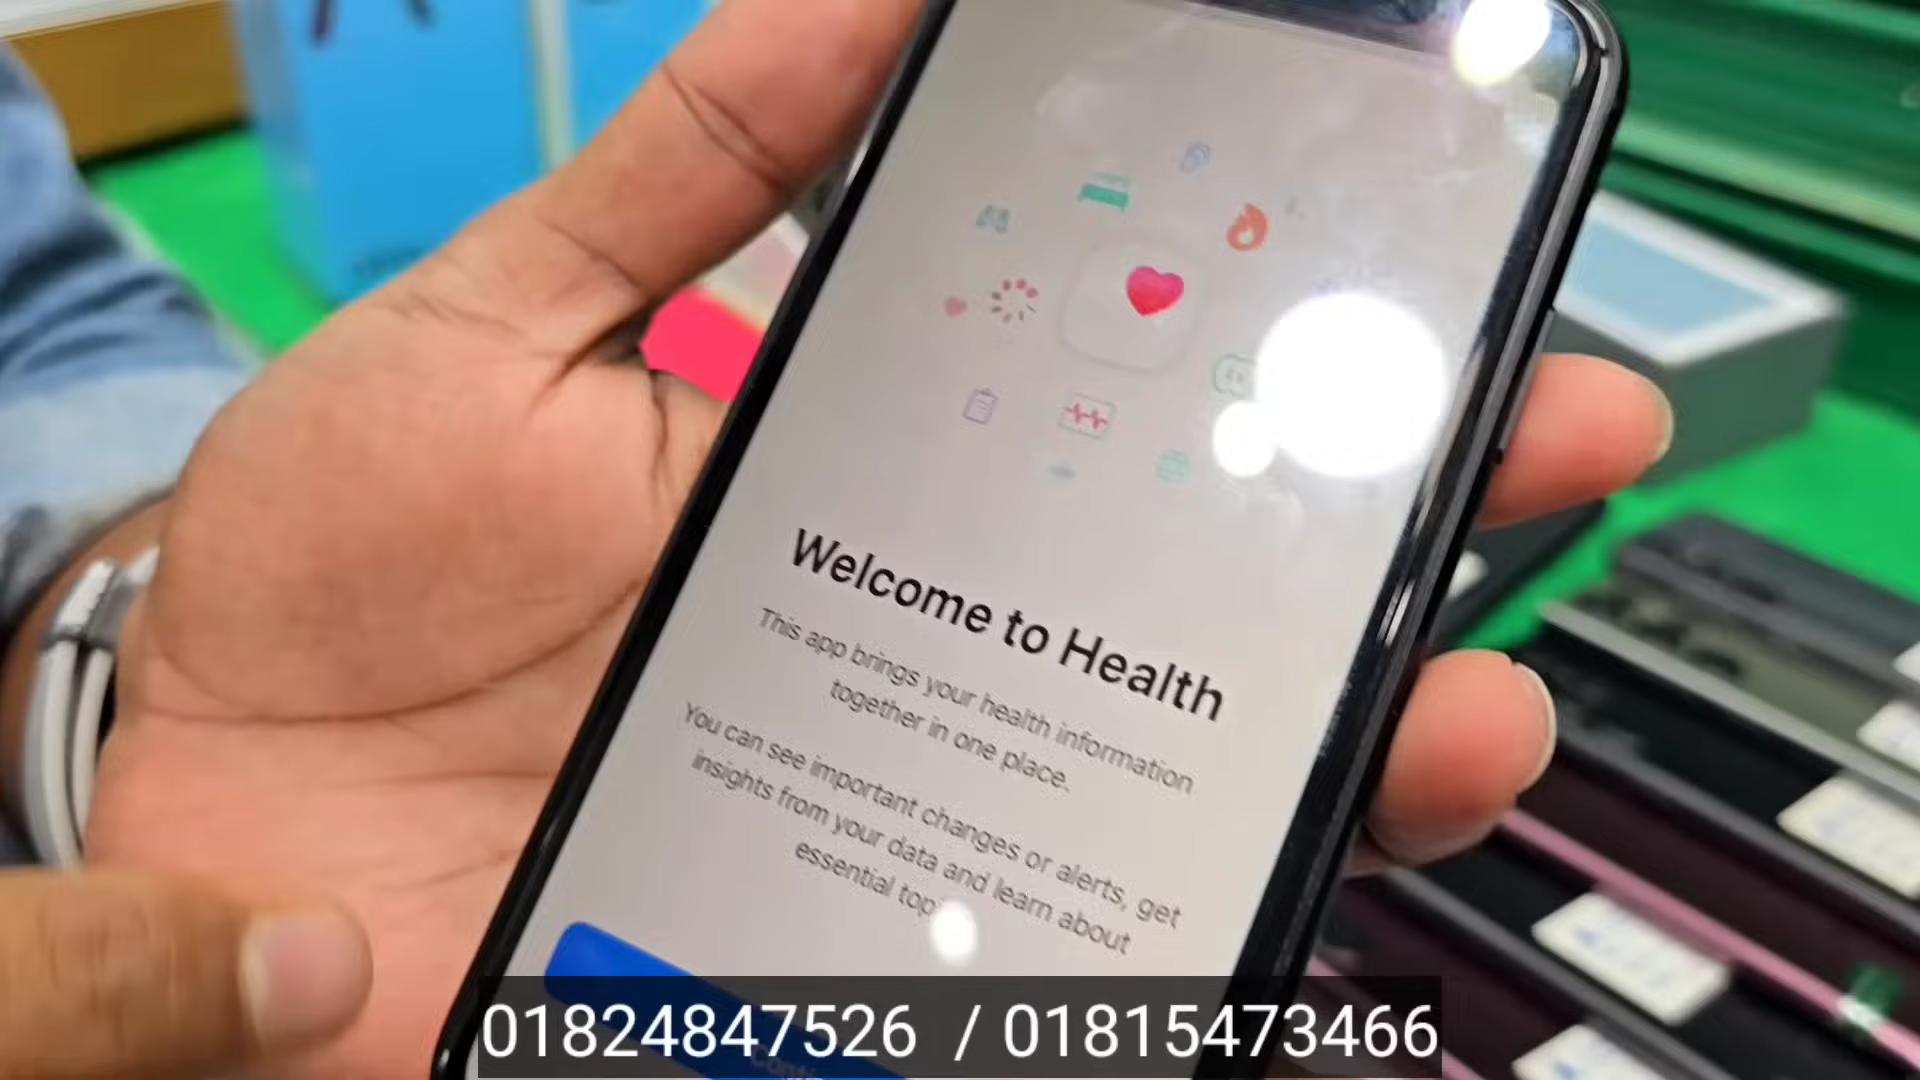 Welcome to Health
This app brings your health information
together in one place.
You can see important changes or alerts, get
insights from your data and learn about
essential
01824847526 / 01815473466